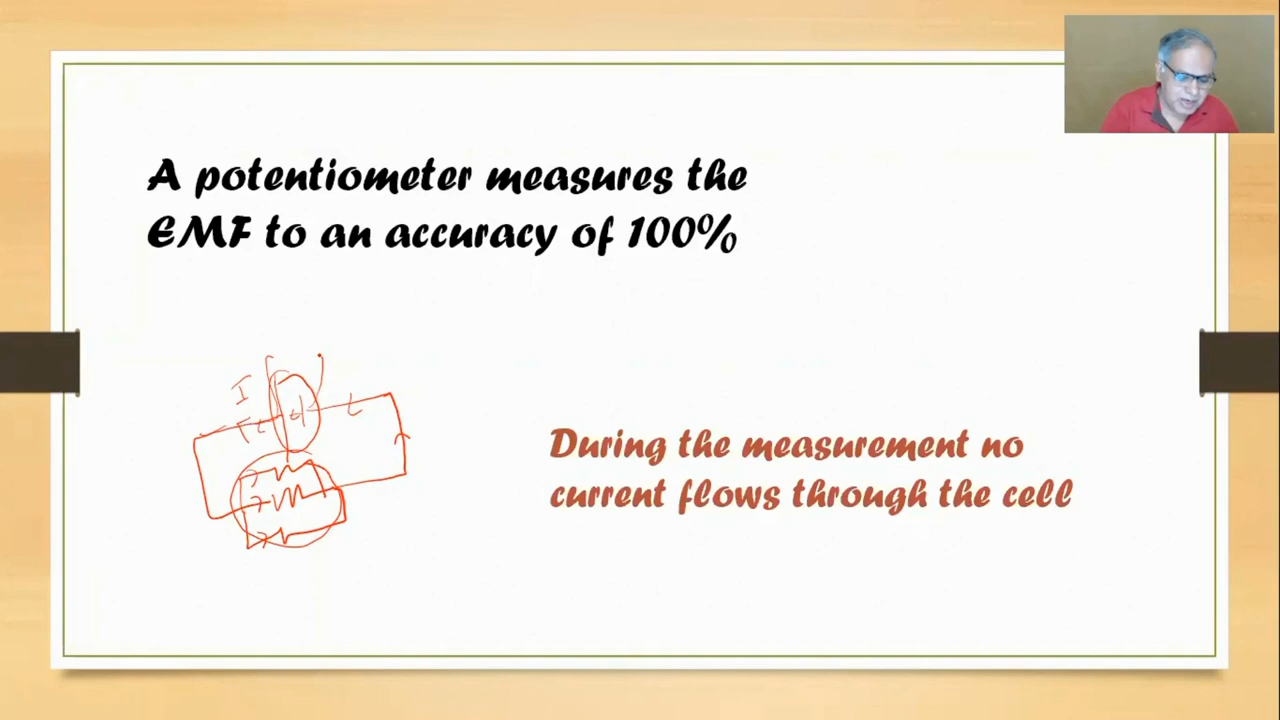 A potentiometer measures the
EMF to an accuracy of 100%
I
During the measurement no
current flows through the cell